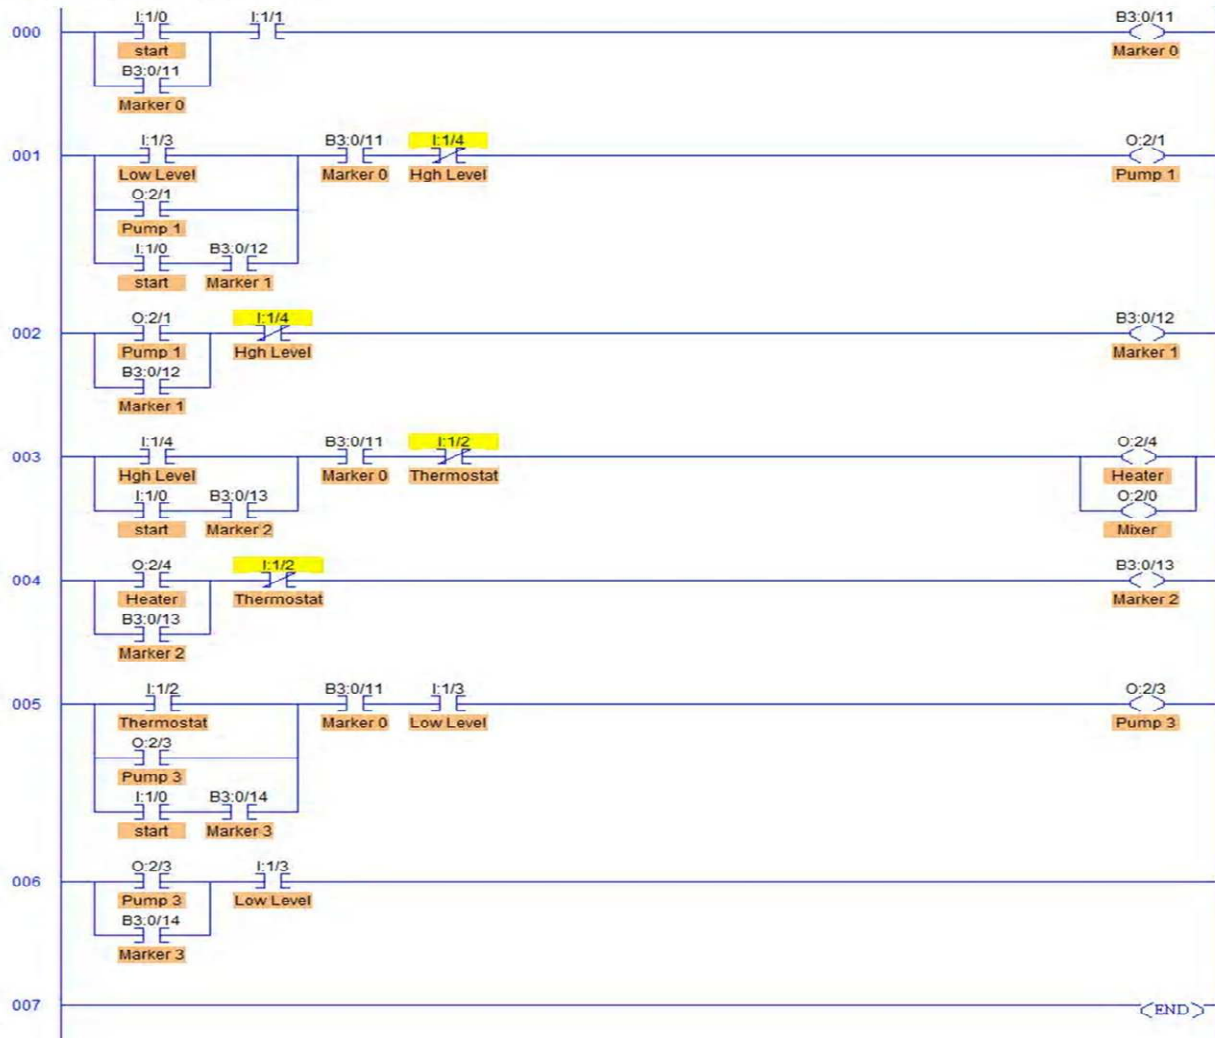 I:1/0 I:1/1 B3:0/11
000
start Marker 0
B3:0/11
Marker 0
I:1/3 B3:0/11 I:1/4 O:2/1
001
Low Level Marker 0 Hgh Level Pump 1
O:2/1
Pump 1
I:1/0 B3:0/12
start Marker 1
O:2/1 I:1/4 B3:0/12
002
Pump 1 Hgh Level Marker 1
B3:0/12
Marker 1
I:1/4 B3:0/11 I:1/2 O:2/4
003
Hgh Level Marker 0 Thermostat Heater
I:1/0 B3:0/13 O:2/0
start Marker 2 Mixer
O:2/4 I:1/2 B3:0/13
004
Heater Thermostat Marker 2
B3:0/13
Marker 2
I:1/2 B3:0/11 I:1/3 O:2/3
005
Thermostat Marker 0 Low Level Pump 3
O:2/3
Pump 3
I:1/0 B3:0/14
start Marker 3
O:2/3 I:1/3
006
Pump 3 Low Level
B3:0/14
Marker 3
007
END